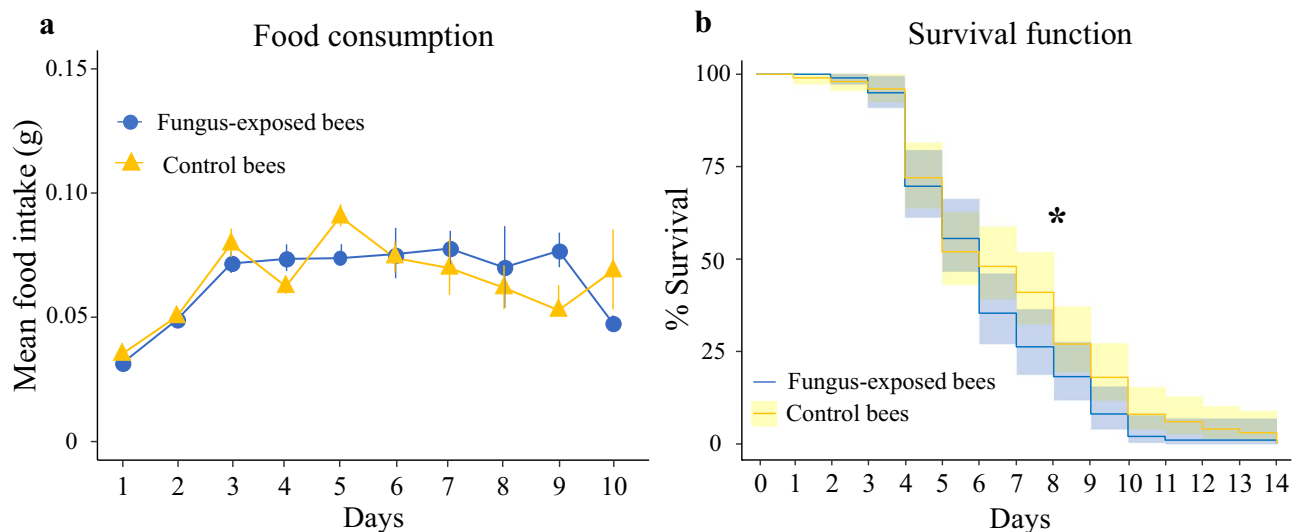 a
Food consumption
Mean food intake (g)
0.15
0.10
0.05
0
Fungus-exposed bees
Control bees
1 2 3 4 5 6 7 8 9 10
Days
b
Survival function
% Survival
100
75
50
25
0
*
Fungus-exposed bees
Control bees
0 1 2 3 4 5 6 7 8 9 10 11 12 13 14
Days